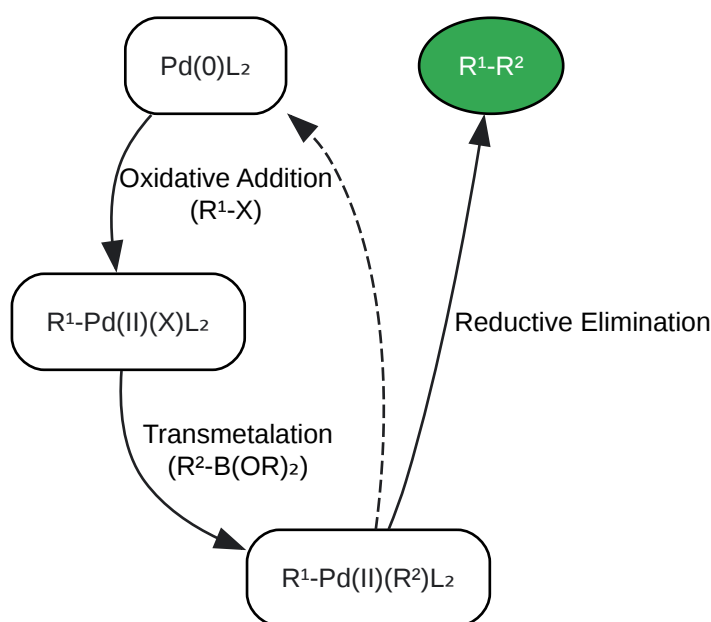 Pd(0)L₂
R¹-R²
Oxidative Addition
(R¹-X)
R¹-Pd(II)(X)L₂
Reductive Elimination
Transmetalation
(R²-B(OR)₂)
R¹-Pd(II)(R²)L₂